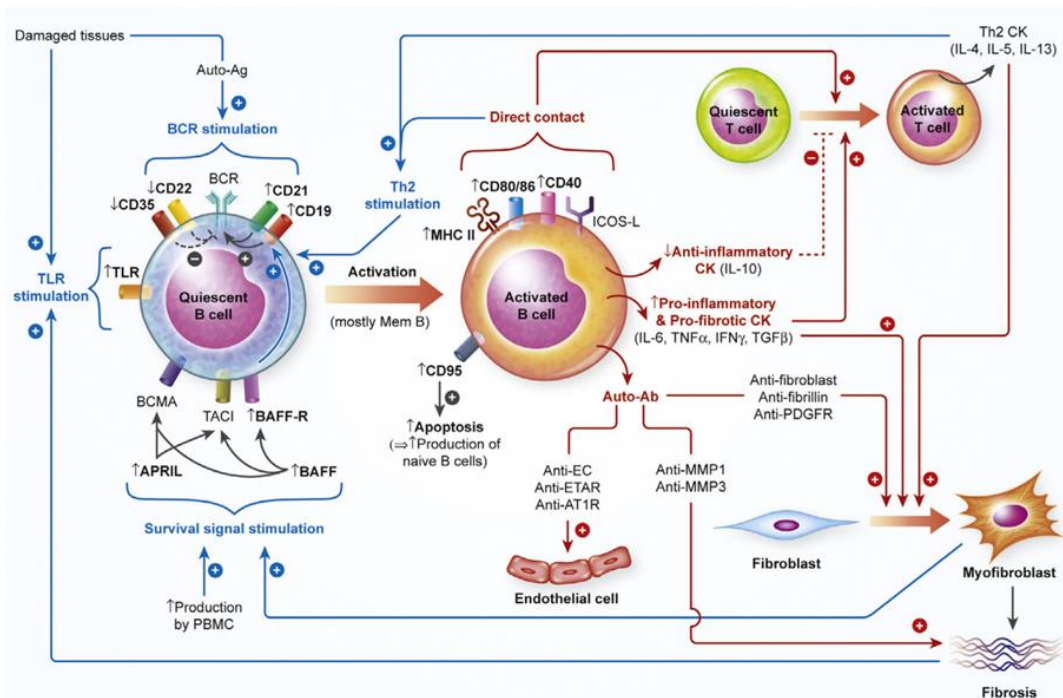 Damaged tissues
Auto-Ag
BCR stimulation
↓CD22
BCR
↑CD21
↓CD35
↑CD19
TLR
stimulation
↑TLR
Quiescent
B cell
BCMA
TACI
↑BAFF-R
↑APRIL
↑BAFF
Survival signal stimulation
↑Production
by PBMC
Th2
stimulation
Activation
(mostly Mem B)
Direct contact
↑CD80/86
↑CD40
ICOS-L
↑MHC II
Activated
B cell
↑CD95
↑Apoptosis
(⇒↑Production of
naive B cells)
↓Anti-inflammatory
CK (IL-10)
↑Pro-inflammatory
& Pro-fibrotic CK
(IL-6, TNFα, IFNγ, TGFβ)
Auto-Ab
Anti-EC
Anti-ETAR
Anti-AT1R
Endothelial cell
Anti-MMP1
Anti-MMP3
Anti-fibroblast
Anti-fibrillin
Anti-PDGFR
Quiescent
T cell
Activated
T cell
Th2 CK
(IL-4, IL-5, IL-13)
Fibroblast
Myofibroblast
Fibrosis